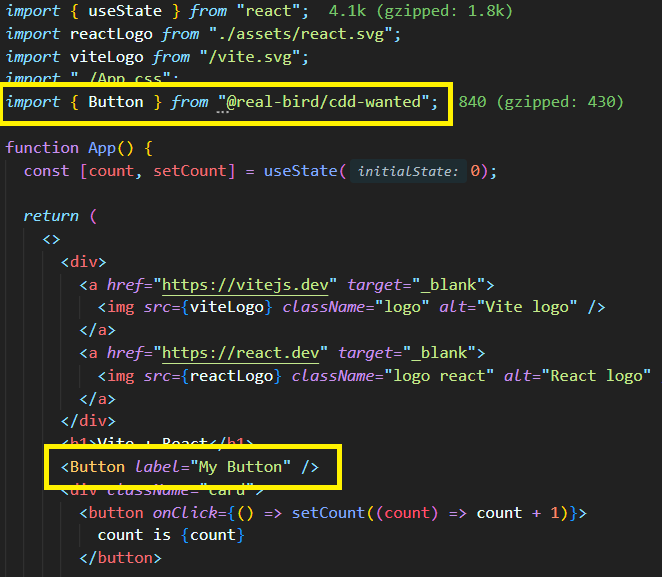 import { useState } from "react";  4.1k (gzipped: 1.8k)
import reactLogo from "./assets/react.svg";
import viteLogo from "/vite.svg";
import "./App.css";
import { Button } from "@real-bird/cdd-wanted";  840 (gzipped: 430)

function App() {
  const [count, setCount] = useState( initialState: 0);

  return (
    <>
      <div>
        <a href="https://vitejs.dev" target="_blank">
          <img src={viteLogo} className="logo" alt="Vite logo" />
        </a>
        <a href="https://react.dev" target="_blank">
          <img src={reactLogo} className="logo react" alt="React logo"
        </a>
      </div>
      <h1>Vite + React</h1>
      <Button label="My Button" />
      <div className="card">
        <button onClick={() => setCount((count) => count + 1)}>
          count is {count}
        </button>